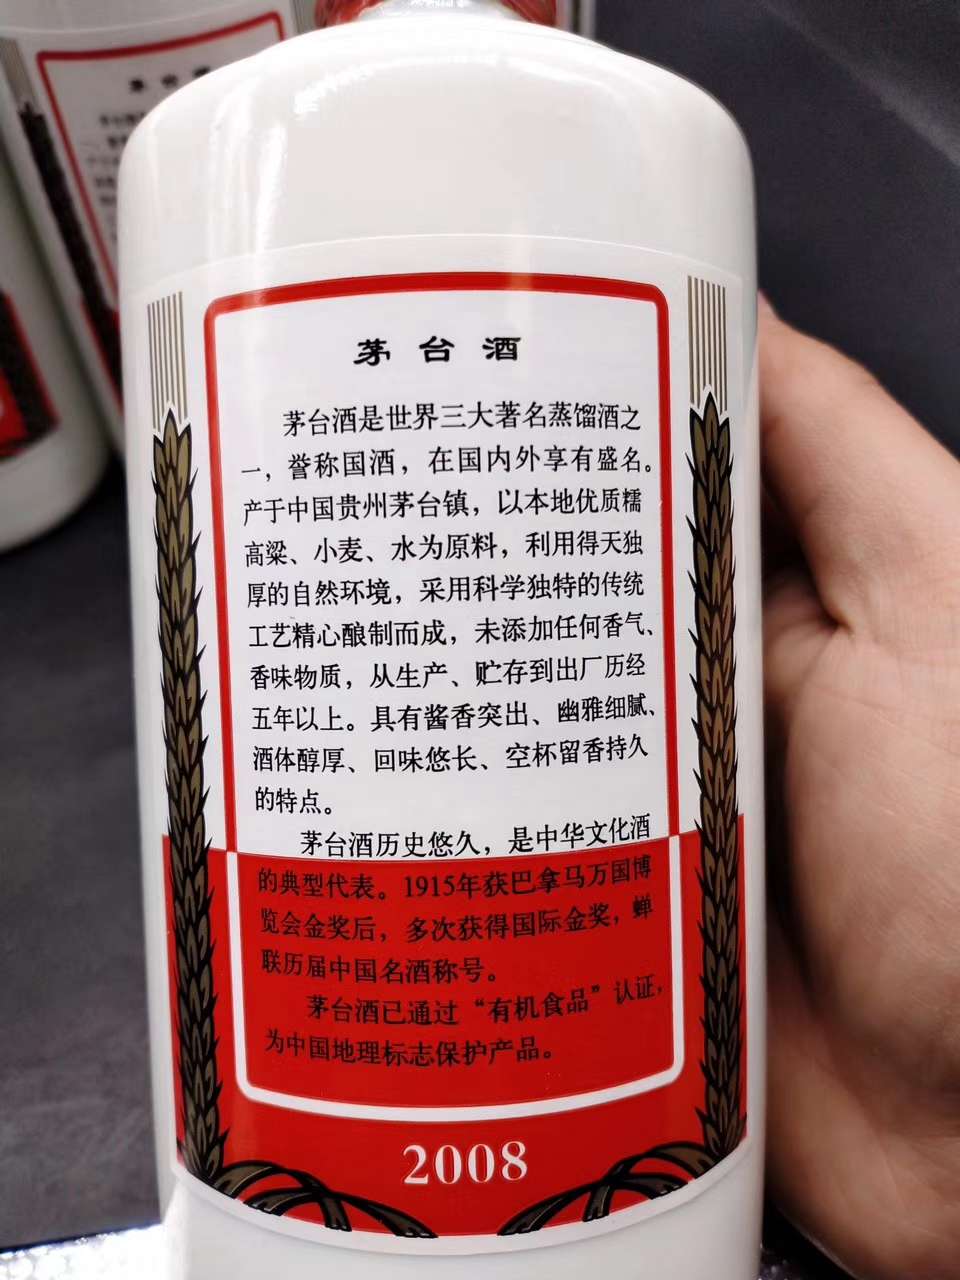 茅台酒
茅台酒是世界三大著名蒸馏酒之
一，誉称国酒，在国内外享有盛名。
产于中国贵州茅台镇，以本地优质糯
高粱、小麦、水为原料，利用得天独
厚的自然环境，采用科学独特的传统
工艺精心酿制而成，未添加任何香气、
香味物质，从生产、贮存到出厂历经
五年以上。具有酱香突出、幽雅细腻、
酒体醇厚、回味悠长、空杯留香持久
的特点。
茅台酒历史悠久，是中华文化酒
的典型代表。1915年获巴拿马万国博
览会金奖后，多次获得国际金奖，蝉
联历届中国名酒称号。
茅台酒已通过“有机食品”认证，
为中国地理标志保护产品。
2008